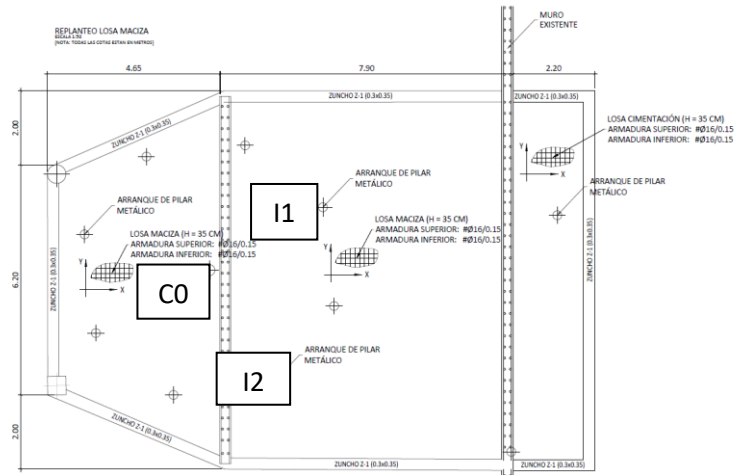 REPLANTEO LOSA MACIZA
ESCALA 1:50
(NOTA: TODAS LAS COTAS ESTAN EN METROS)
MURO
EXISTENTE
4.65
7.90
2.20
ZUNCHO Z-1 (0.3x0.35)
ZUNCHO Z-1 (0.3x0.35)
ZUNCHO Z-1 (0.3x0.35)
2.00
LOSA CIMENTACIÓN (H = 35 CM)
ARMADURA SUPERIOR: #Ø16/0.15
ARMADURA INFERIOR: #Ø16/0.15
Y
X
ARRANQUE DE PILAR
METÁLICO
ARRANQUE DE PILAR
METÁLICO
ARRANQUE DE PILAR
METÁLICO
I1
LOSA MACIZA (H = 35 CM)
ARMADURA SUPERIOR: #Ø16/0.15
ARMADURA INFERIOR: #Ø16/0.15
Y
X
LOSA MACIZA (H = 35 CM)
ARMADURA SUPERIOR: #Ø16/0.15
ARMADURA INFERIOR: #Ø16/0.15
Y
X
6.20
ZUNCHO Z-1 (0.3x0.35)
ZUNCHO Z-1 (0.3x0.35)
C0
ARRANQUE DE PILAR
METÁLICO
I2
2.00
ZUNCHO Z-1 (0.3x0.35)
ZUNCHO Z-1 (0.3x0.35)
ZUNCHO Z-1 (0.3x0.35)